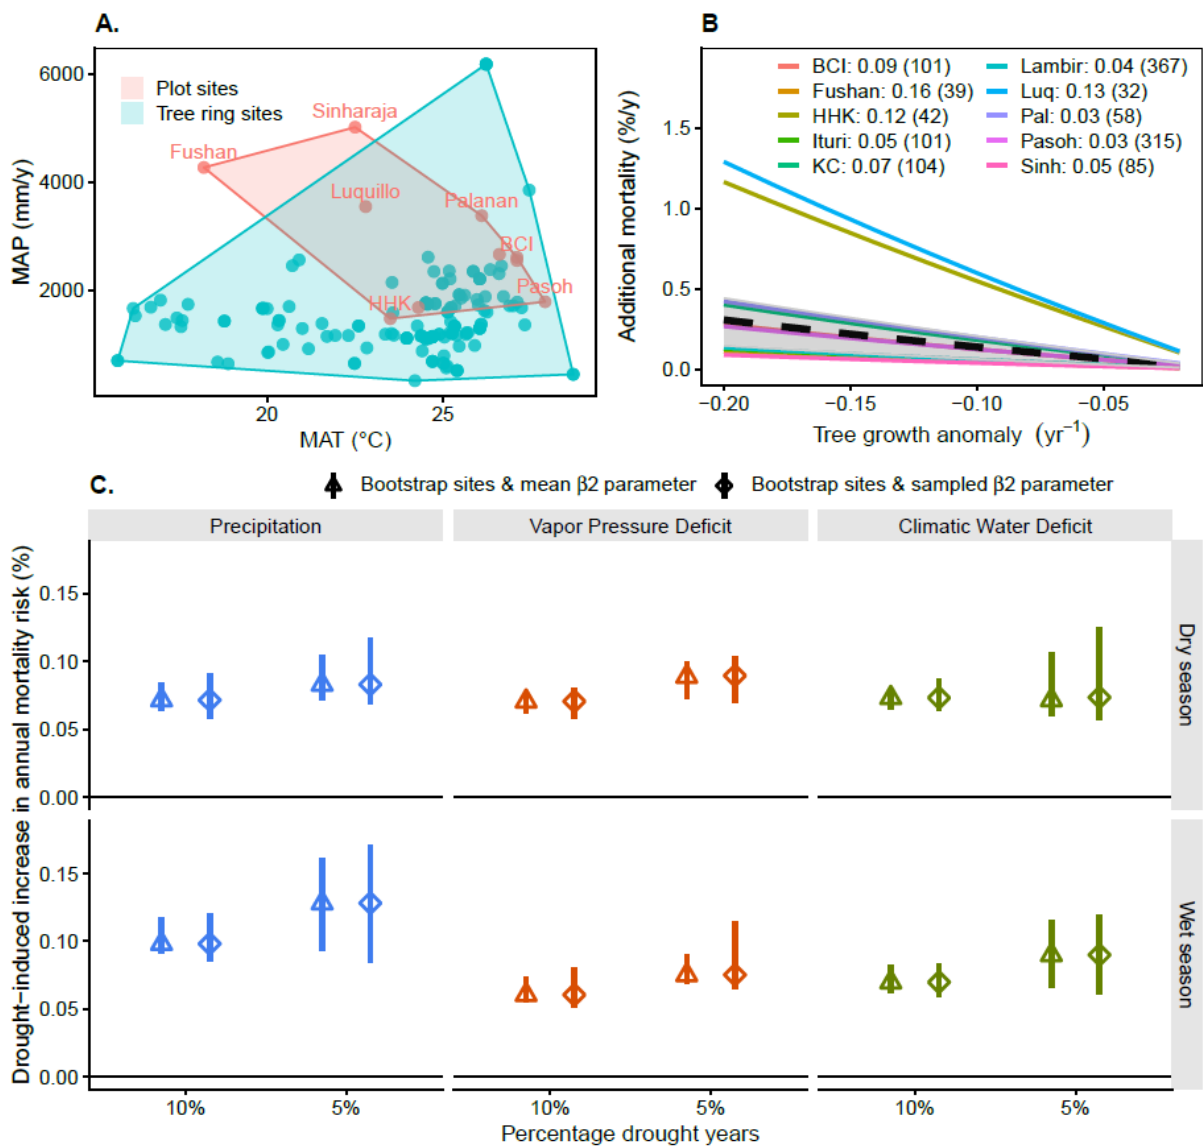 A.
MAP (mm/y)
6000
4000
2000
Plot sites
Tree ring sites
Sinharaja
Fushan
Luquillo
Palanan
BCI
Pasoh
HHK
20
25
MAT (°C)
B
Additional mortality (%/y)
1.5
1.0
0.5
0.0
BCI: 0.09 (101)
Fushan: 0.16 (39)
HHK: 0.12 (42)
Ituri: 0.05 (101)
KC: 0.07 (104)
Lambir: 0.04 (367)
Luq: 0.13 (32)
Pal: 0.03 (58)
Pasoh: 0.03 (315)
Sinh: 0.05 (85)
−0.20 −0.15 −0.10 −0.05
Tree growth anomaly (yr⁻¹)
C.
Bootstrap sites & mean β2 parameter
Bootstrap sites & sampled β2 parameter
Precipitation
Vapor Pressure Deficit
Climatic Water Deficit
Drought−induced increase in annual mortality risk (%)
0.15
0.10
0.05
0.00
Dry season
0.15
0.10
0.05
0.00
Wet season
10% 5% 10% 5% 10% 5%
Percentage drought years